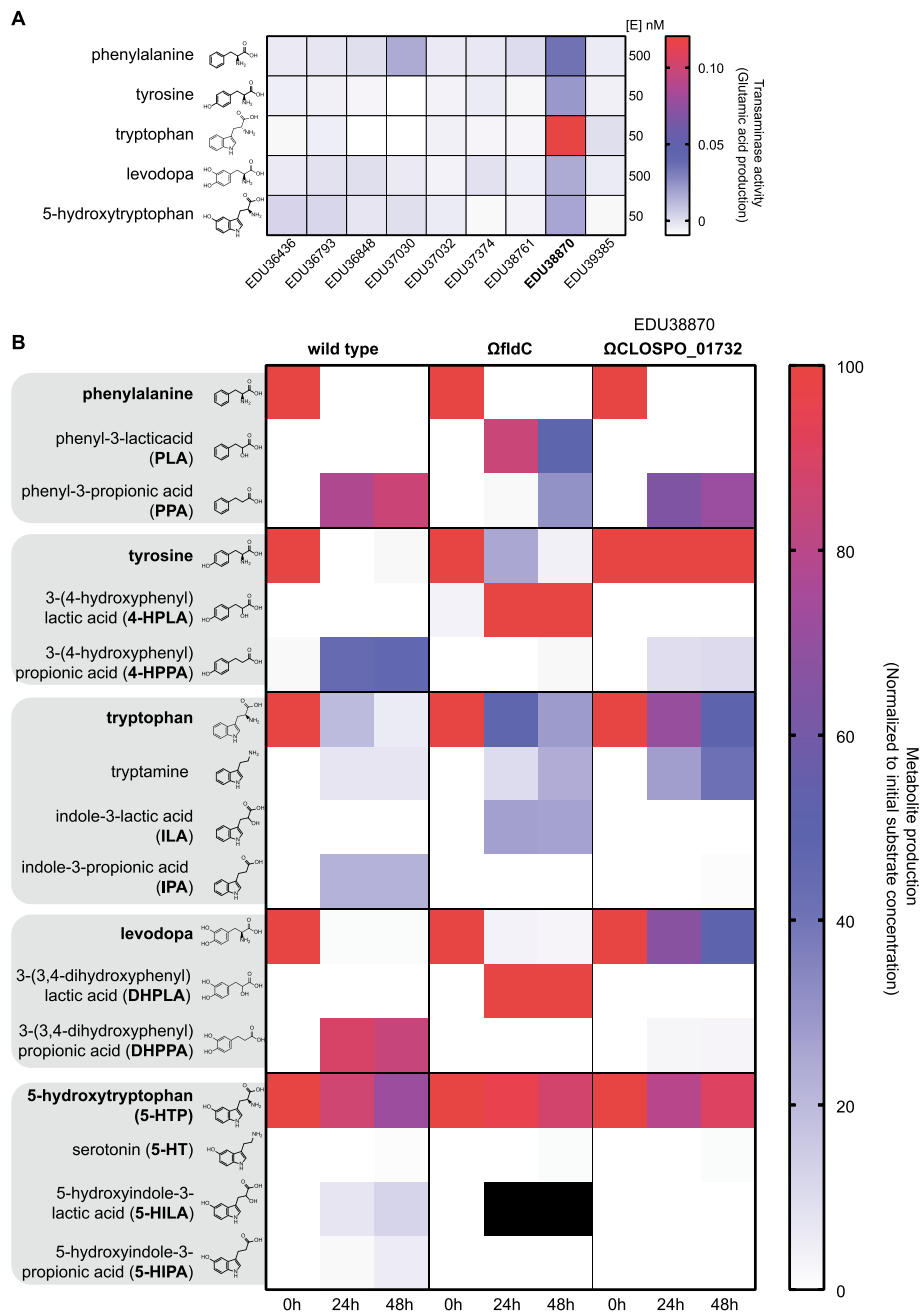 A
[E] nM
phenylalanine
500
tyrosine
50
tryptophan
50
levodopa
500
5-hydroxytryptophan
50
EDU36436
EDU36793
EDU36848
EDU37030
EDU37032
EDU37374
EDU38761
EDU38870
EDU39385
0.10
0.05
0
Transaminase activity
(Glutamic acid production)
B
wild type
ΩfldC
EDU38870
ΩCLOSPO_01732
phenylalanine
phenyl-3-lacticacid
(PLA)
phenyl-3-propionic acid
(PPA)
tyrosine
3-(4-hydroxyphenyl)
lactic acid (4-HPLA)
3-(4-hydroxyphenyl)
propionic acid (4-HPPA)
tryptophan
tryptamine
indole-3-lactic acid
(ILA)
indole-3-propionic acid
(IPA)
levodopa
3-(3,4-dihydroxyphenyl)
lactic acid (DHPLA)
3-(3,4-dihydroxyphenyl)
propionic acid (DHPPA)
5-hydroxytryptophan
(5-HTP)
serotonin (5-HT)
5-hydroxyindole-3-
lactic acid (5-HILA)
5-hydroxyindole-3-
propionic acid (5-HIPA)
0h 24h 48h 0h 24h 48h 0h 24h 48h
100
80
60
40
20
0
Metabolite production
(Normalized to initial substrate concentration)